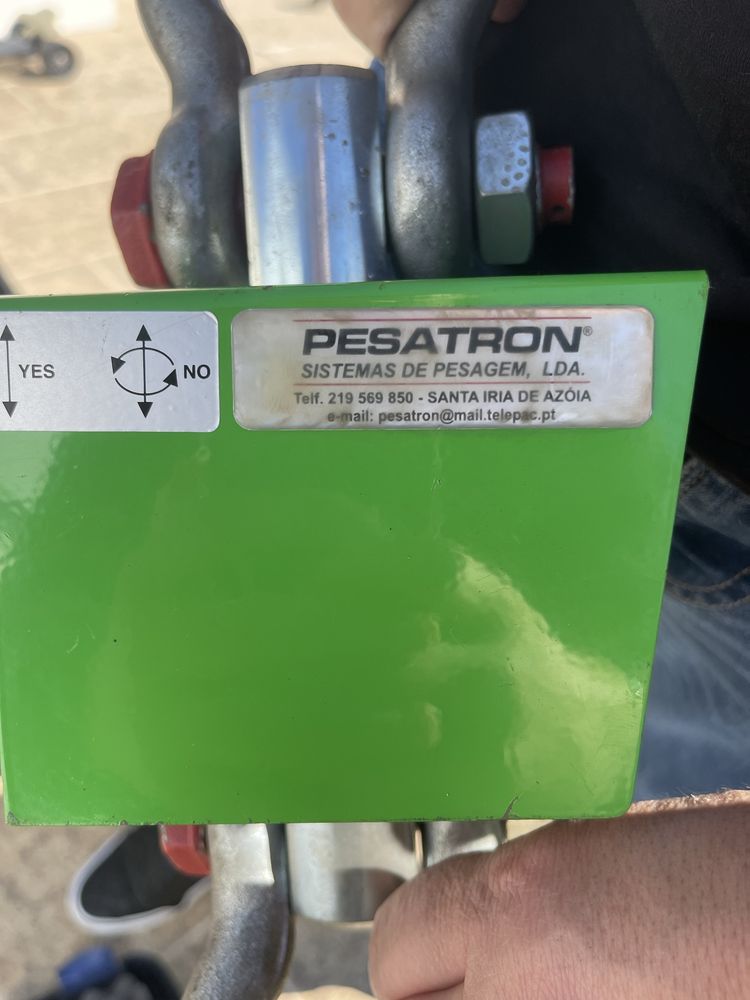 YES
NO
PESATRON®
SISTEMAS DE PESAGEM, LDA.
Telf. 219 569 850 - SANTA IRIA DE AZÓIA
e-mail: pesatron@mail.telepac.pt